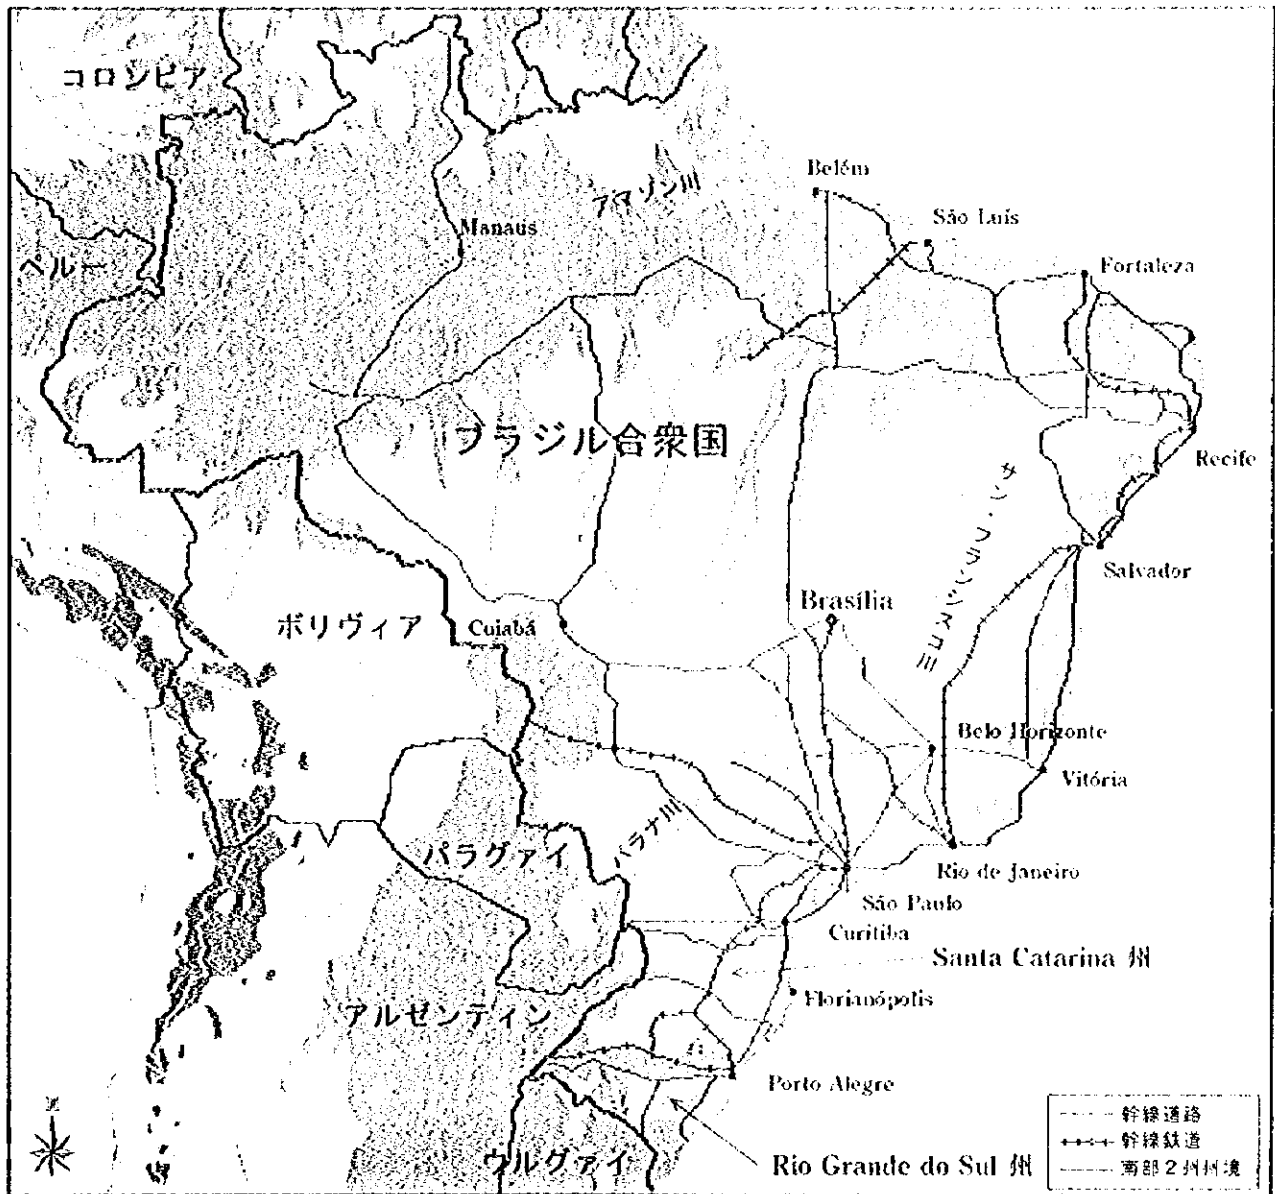 コロンビア
Belém
アマゾン川
São Luís
Manaus
ペルー
Fortaleza
ブラジル合衆国
Recife
サン・フランシスコ川
Salvador
Brasília
ボリヴィア
Cuiabá
Belo Horizonte
Vitória
パラナ川
パラグァイ
Rio de Janeiro
São Paulo
Curitiba
Santa Catarina 州
Florianópolis
アルゼンティン
Porto Alegre
ウルグァイ
Rio Grande do Sul 州
幹線道路
幹線鉄道
南部2州州境